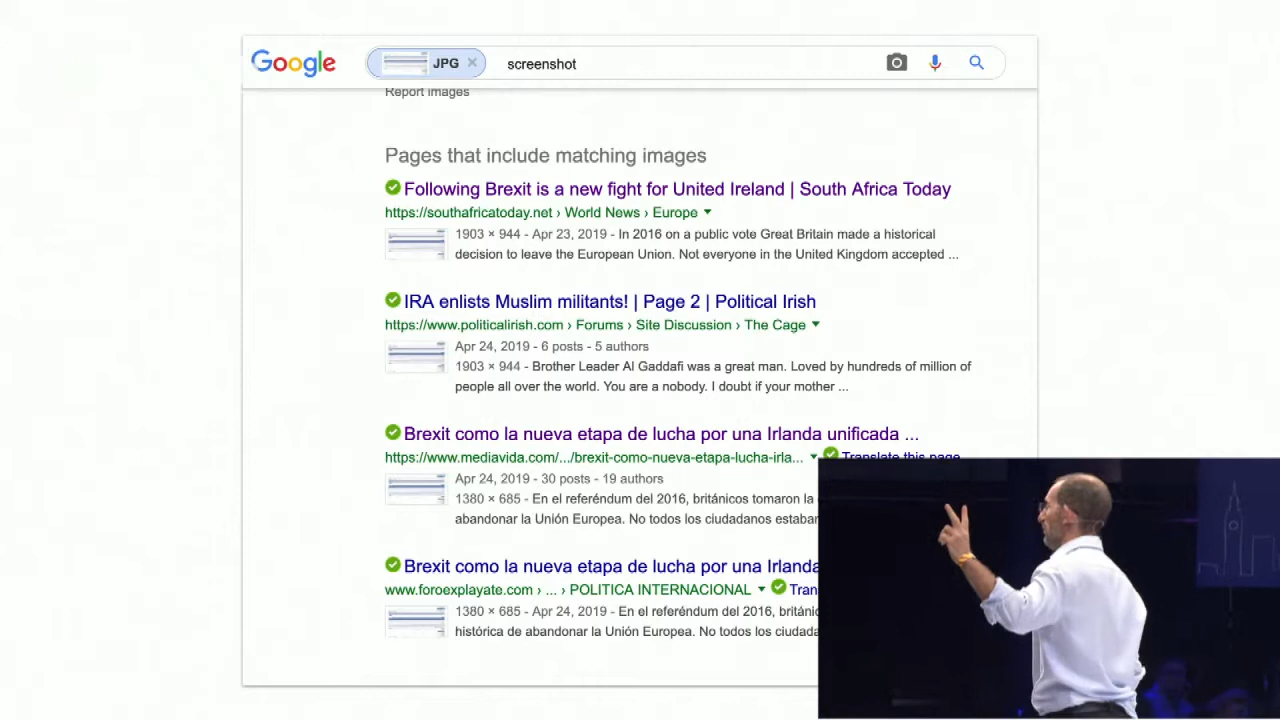 Google JPG × screenshot
Report images
Pages that include matching images
Following Brexit is a new fight for United Ireland | South Africa Today
https://southafricatoday.net › World News › Europe
1903 × 944 - Apr 23, 2019 - In 2016 on a public vote Great Britain made a historical
decision to leave the European Union. Not everyone in the United Kingdom accepted ...
IRA enlists Muslim militants! | Page 2 | Political Irish
https://www.politicalirish.com › Forums › Site Discussion › The Cage
Apr 24, 2019 - 6 posts - 5 authors
1903 × 944 - Brother Leader Al Gaddafi was a great man. Loved by hundreds of million of
people all over the world. You are a nobody. I doubt if your mother ...
Brexit como la nueva etapa de lucha por una Irlanda unificada ...
https://www.mediavida.com/.../brexit-como-nueva-etapa-lucha-irla... Translate this page
Apr 24, 2019 - 30 posts - 19 authors
1380 × 685 - En el referéndum del 2016, británicos tomaron la
abandonar la Unión Europea. No todos los ciudadanos estaban
Brexit como la nueva etapa de lucha por una Irlanda
www.foroexplayate.com › ... › POLITICA INTERNACIONAL Tran
1380 × 685 - Apr 24, 2019 - En el referéndum del 2016, británic
histórica de abandonar la Unión Europea. No todos los ciudada